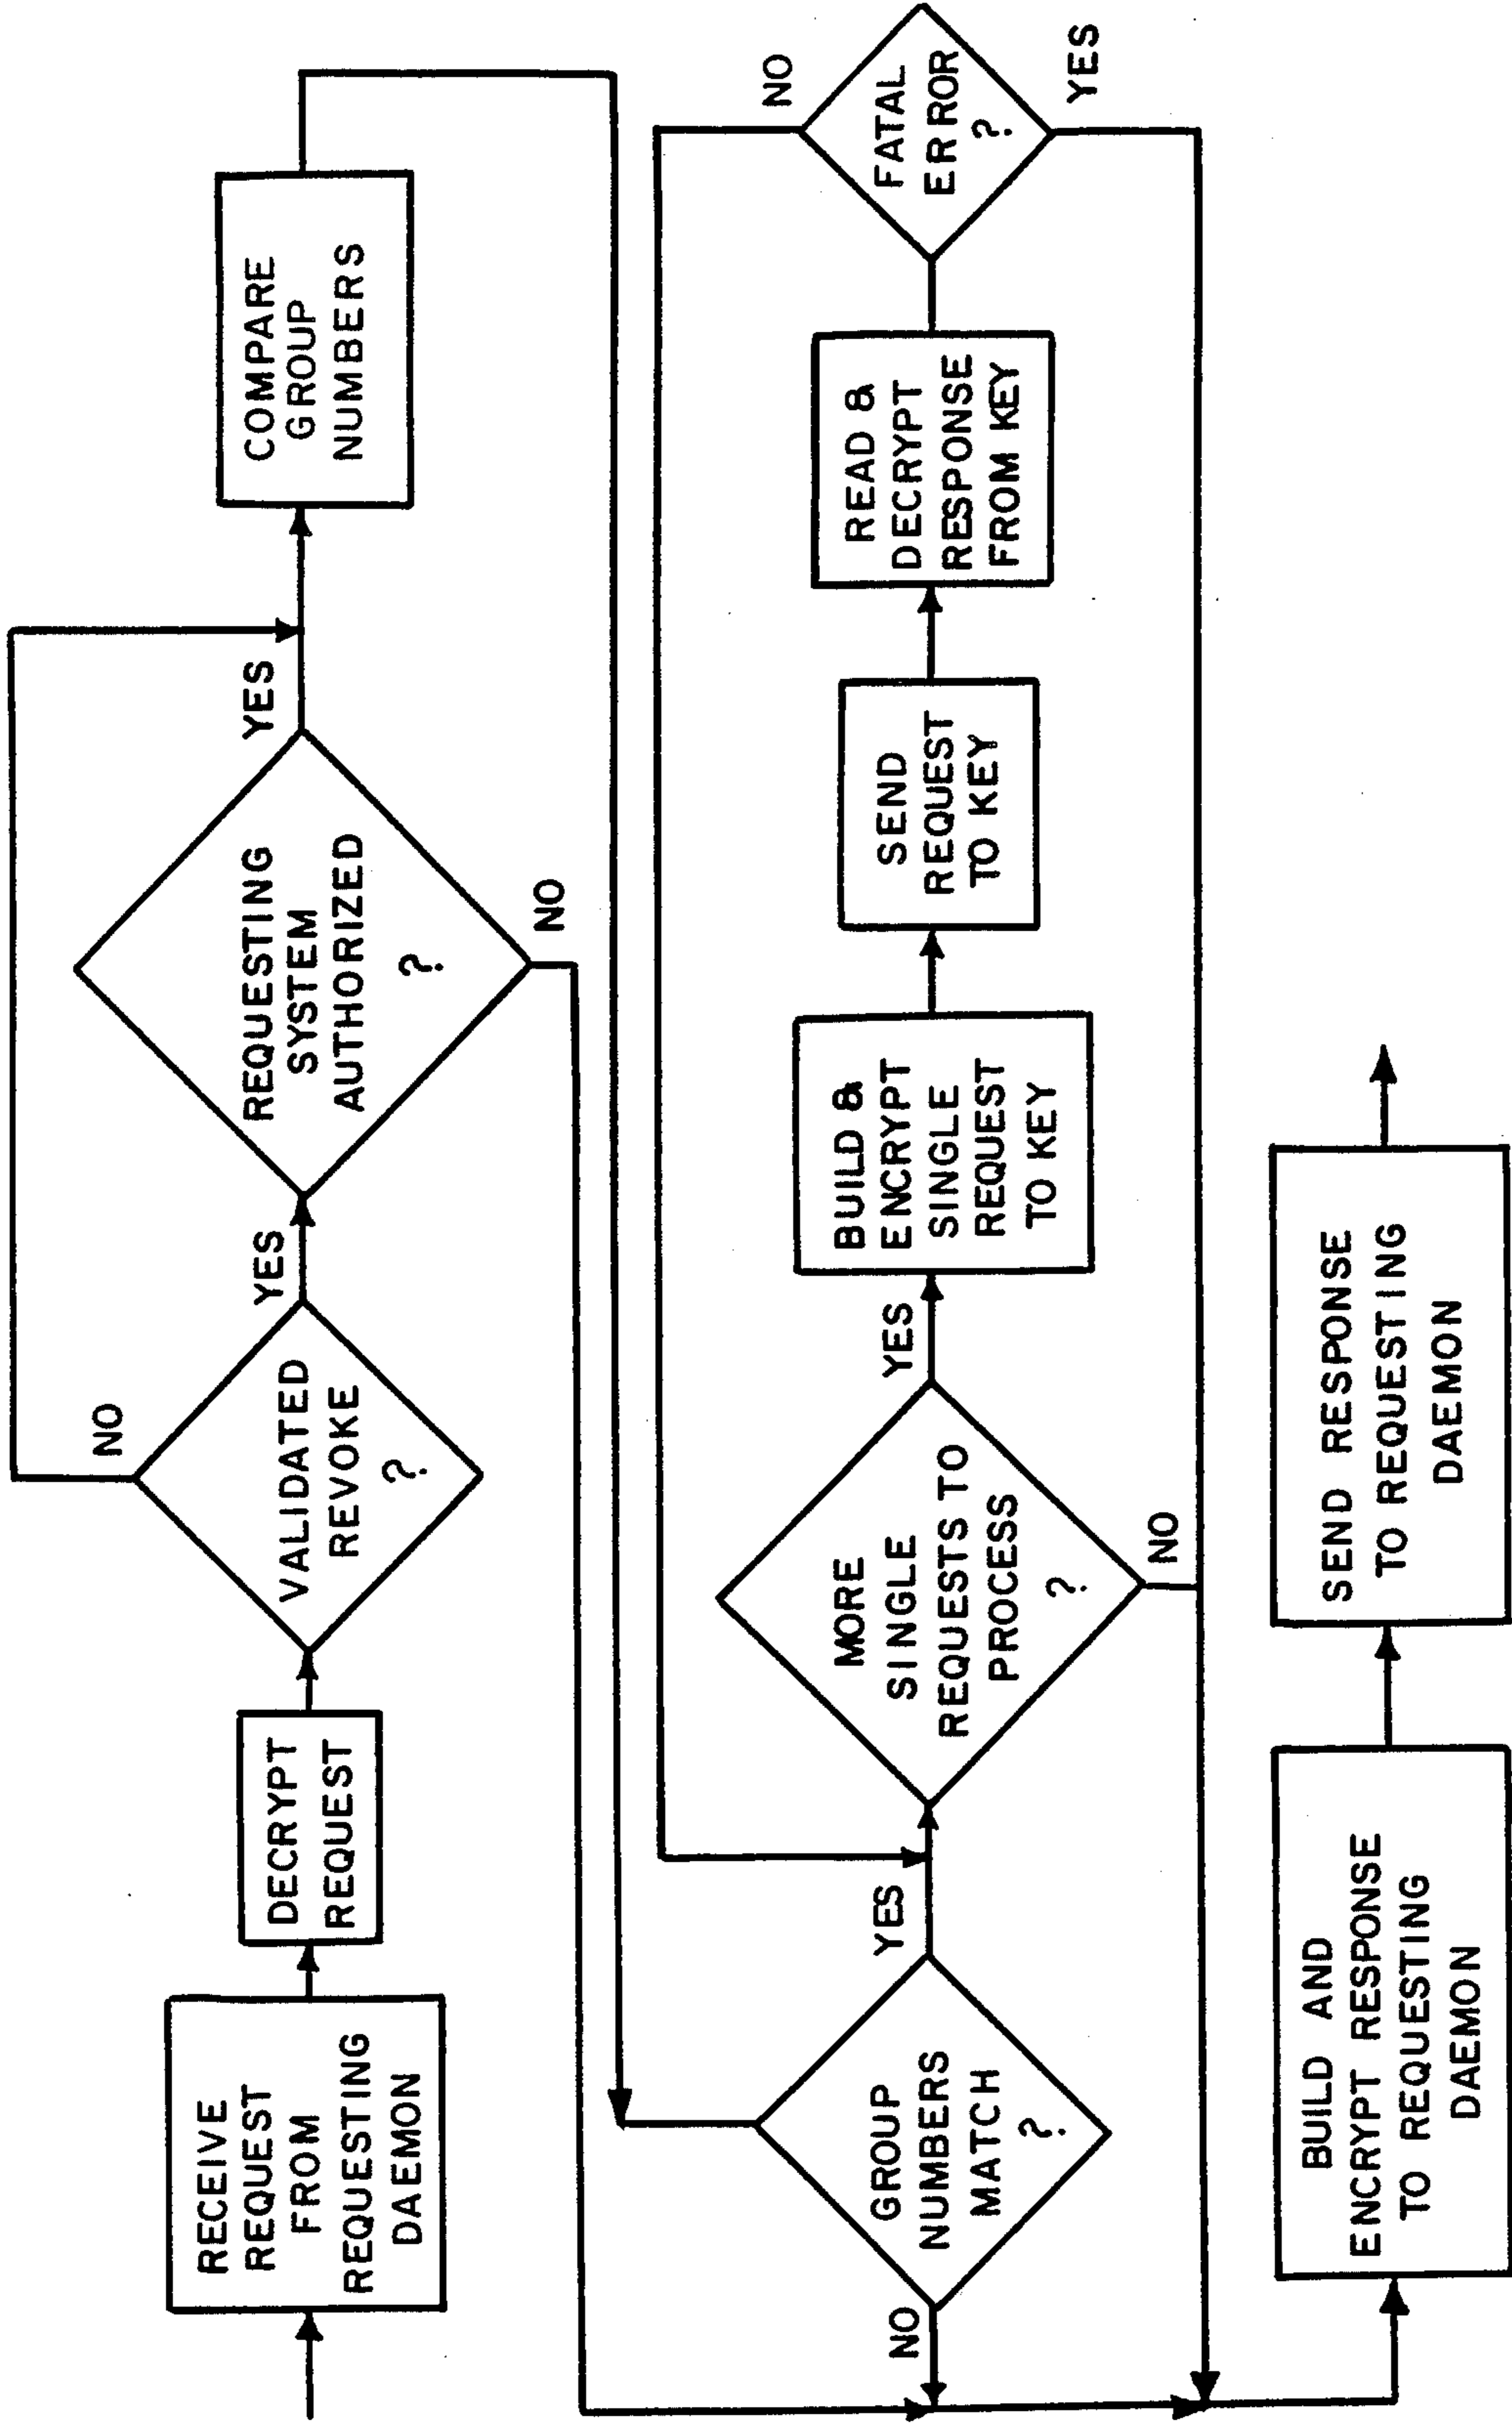 RECEIVE
REQUEST
FROM
REQUESTING
DAEMON
DECRYPT
REQUEST
VALIDATED
REVOKE
?
NO
YES
REQUESTING
SYSTEM
AUTHORIZED
?
YES
NO
COMPARE
GROUP
NUMBERS
GROUP
NUMBERS
MATCH
?
NO
YES
MORE
SINGLE
REQUESTS TO
PROCESS
?
YES
NO
BUILD &
ENCRYPT
SINGLE
REQUEST
TO KEY
SEND
REQUEST
TO KEY
READ &
DECRYPT
RESPONSE
FROM KEY
FATAL
ERROR
?
NO
YES
BUILD AND
ENCRYPT RESPONSE
TO REQUESTING
DAEMON
SEND RESPONSE
TO REQUESTING
DAEMON